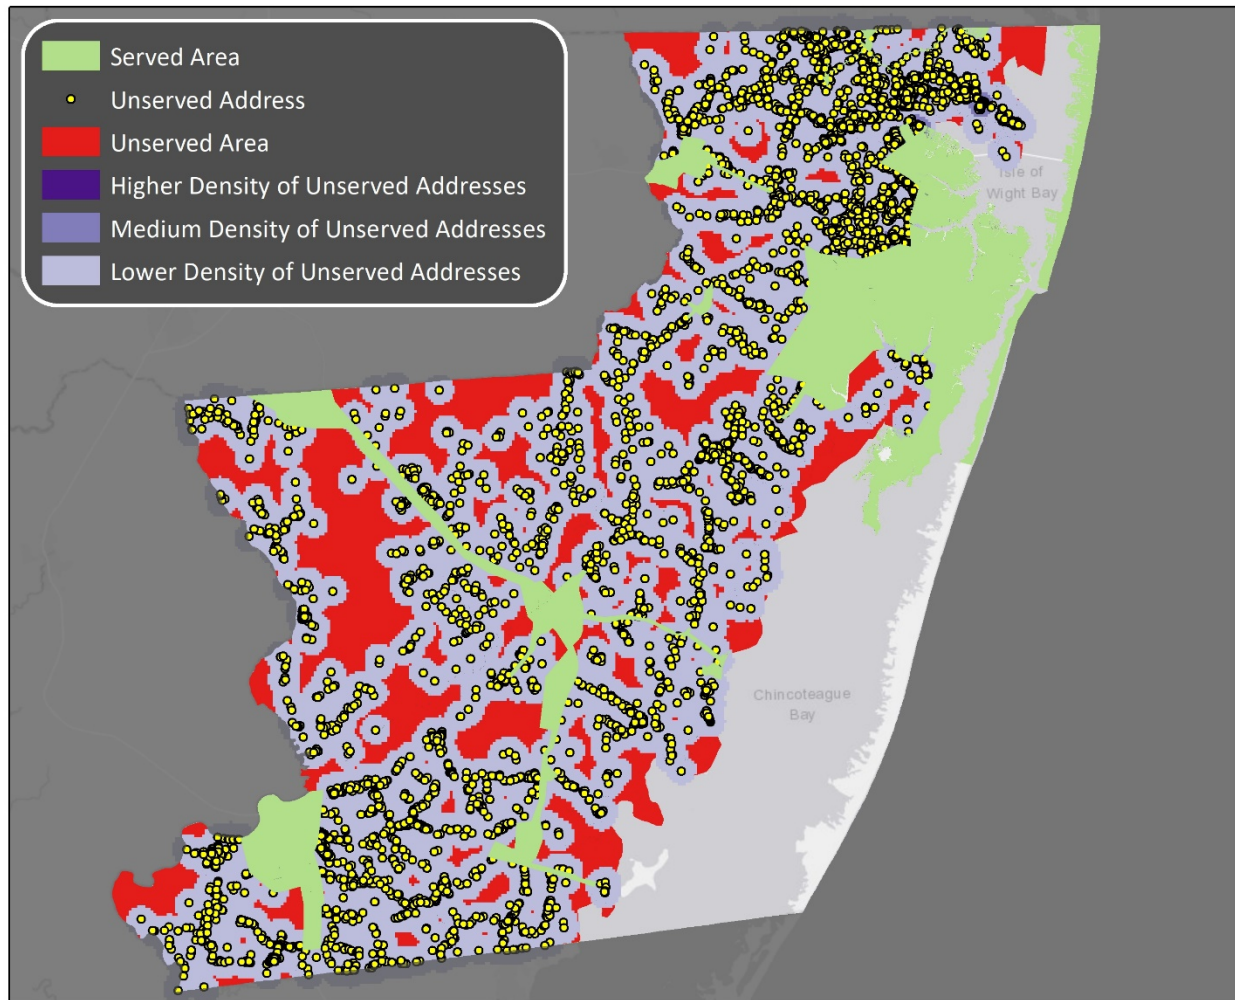 Served Area
Unserved Address
Unserved Area
Higher Density of Unserved Addresses
Medium Density of Unserved Addresses
Lower Density of Unserved Addresses
Isle of
Wight Bay
Chincoteague
Bay